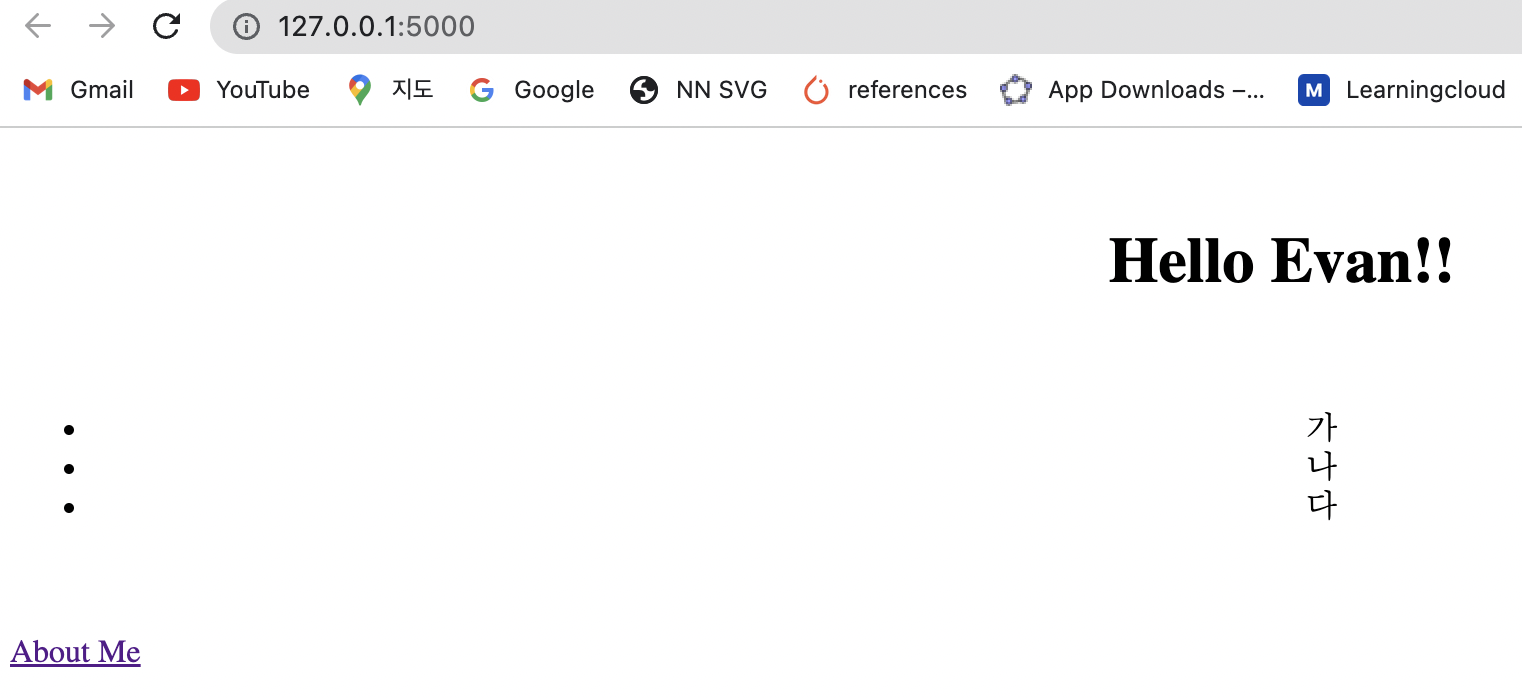 127.0.0.1:5000
Gmail YouTube 지도 Google NN SVG references App Downloads –... M Learningcloud
Hello Evan!!
• 가
• 나
• 다
About Me